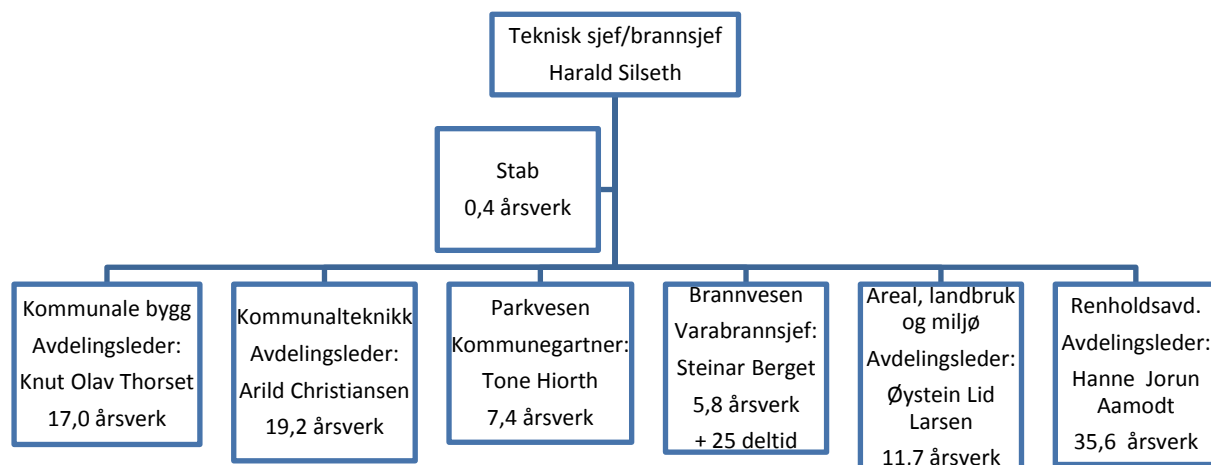 Teknisk sjef/brannsjef
Harald Silseth
Stab
0,4 årsverk
Kommunale bygg
Avdelingsleder:
Knut Olav Thorset
17,0 årsverk
Kommunalteknikk
Avdelingsleder:
Arild Christiansen
19,2 årsverk
Parkvesen
Kommunegartner:
Tone Hiorth
7,4 årsverk
Brannvesen
Varabrannsjef:
Steinar Berget
5,8 årsverk
+ 25 deltid
Areal, landbruk
og miljø
Avdelingsleder:
Øystein Lid
Larsen
11,7 årsverk
Renholdsavd.
Avdelingsleder:
Hanne Jorun
Aamodt
35,6 årsverk